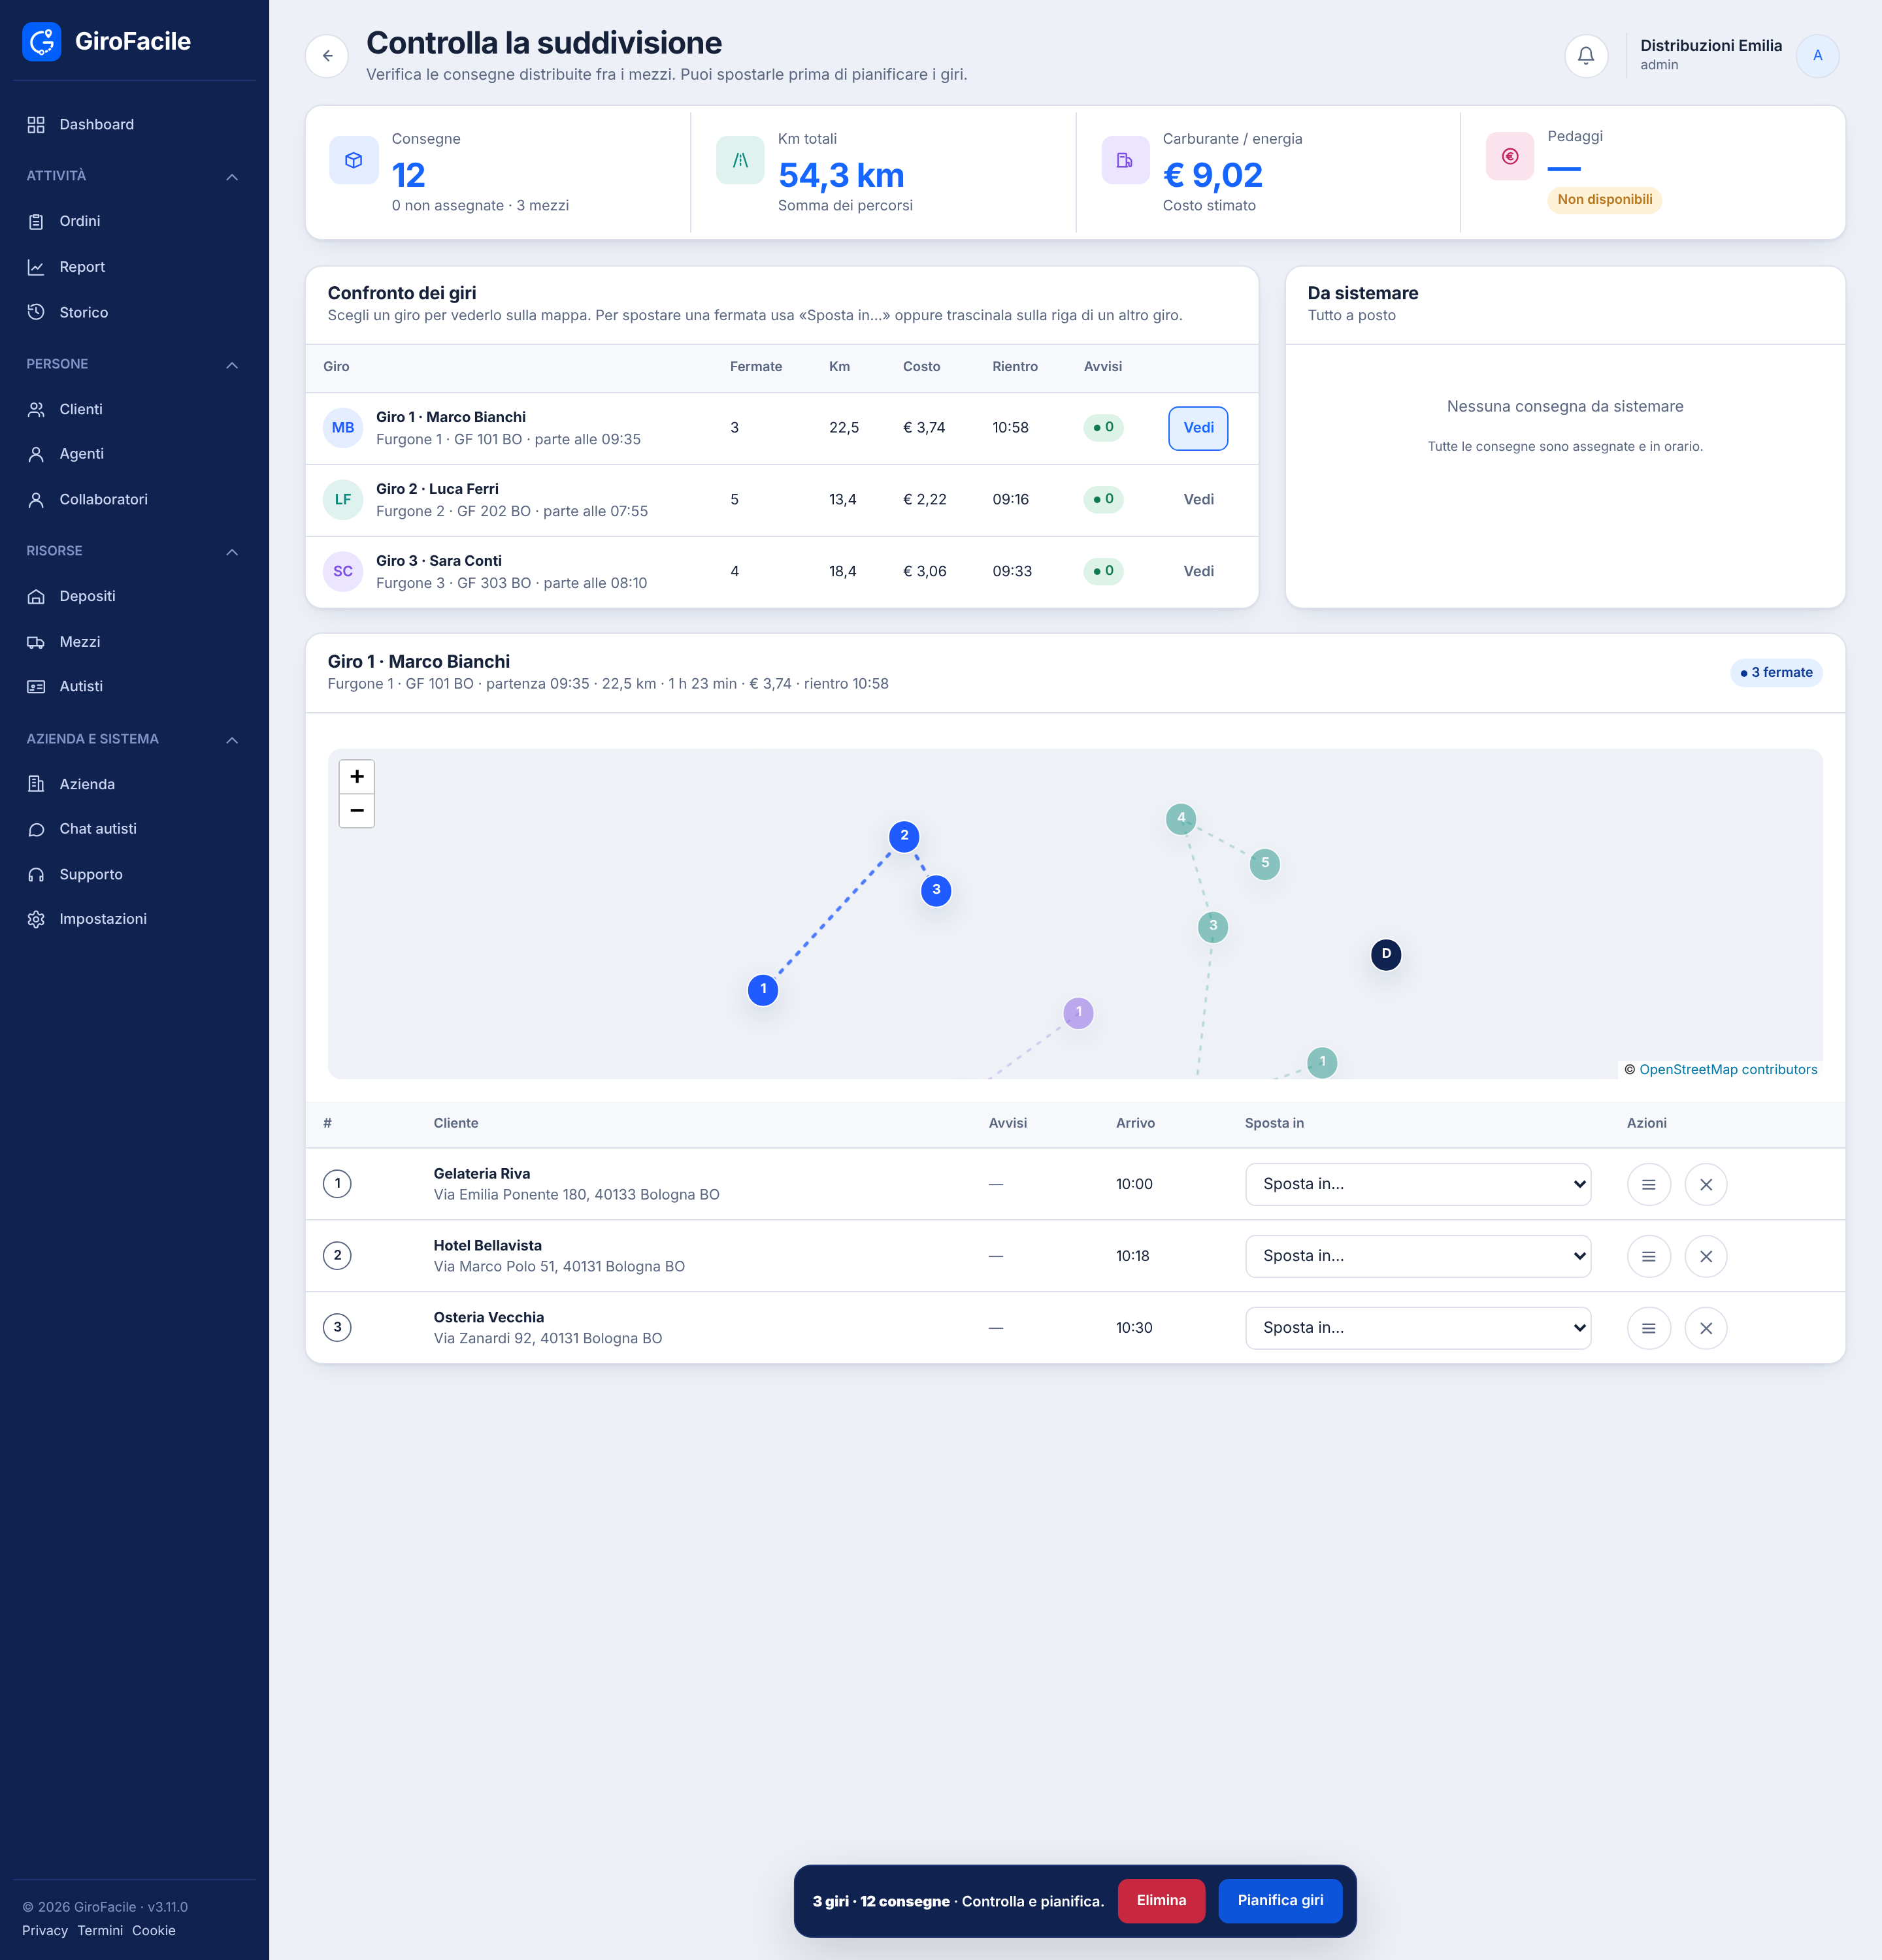 GiroFacile
Dashboard
ATTIVITÀ
Ordini
Report
Storico
PERSONE
Clienti
Agenti
Collaboratori
RISORSE
Depositi
Mezzi
Autisti
AZIENDA E SISTEMA
Azienda
Chat autisti
Supporto
Impostazioni
© 2026 GiroFacile · v3.11.0
Privacy Termini Cookie
Controlla la suddivisione
Verifica le consegne distribuite fra i mezzi. Puoi spostarle prima di pianificare i giri.
Distribuzioni Emilia
admin
A
Consegne
12
0 non assegnate · 3 mezzi
Km totali
54,3 km
Somma dei percorsi
Carburante / energia
€ 9,02
Costo stimato
Pedaggi
—
Non disponibili
Confronto dei giri
Scegli un giro per vederlo sulla mappa. Per spostare una fermata usa «Sposta in…» oppure trascinala sulla riga di un altro giro.
Giro Fermate Km Costo Rientro Avvisi
MB Giro 1 · Marco Bianchi 3 22,5 € 3,74 10:58 0 Vedi
Furgone 1 · GF 101 BO · parte alle 09:35
LF Giro 2 · Luca Ferri 5 13,4 € 2,22 09:16 0 Vedi
Furgone 2 · GF 202 BO · parte alle 07:55
SC Giro 3 · Sara Conti 4 18,4 € 3,06 09:33 0 Vedi
Furgone 3 · GF 303 BO · parte alle 08:10
Da sistemare
Tutto a posto
Nessuna consegna da sistemare
Tutte le consegne sono assegnate e in orario.
Giro 1 · Marco Bianchi
Furgone 1 · GF 101 BO · partenza 09:35 · 22,5 km · 1 h 23 min · € 3,74 · rientro 10:58
3 fermate
+
−
4
2
5
3
3
D
1
1
1
© OpenStreetMap contributors
# Cliente Avvisi Arrivo Sposta in Azioni
1 Gelateria Riva — 10:00 Sposta in…
Via Emilia Ponente 180, 40133 Bologna BO
2 Hotel Bellavista — 10:18 Sposta in…
Via Marco Polo 51, 40131 Bologna BO
3 Osteria Vecchia — 10:30 Sposta in…
Via Zanardi 92, 40131 Bologna BO
3 giri · 12 consegne · Controlla e pianifica. Elimina Pianifica giri